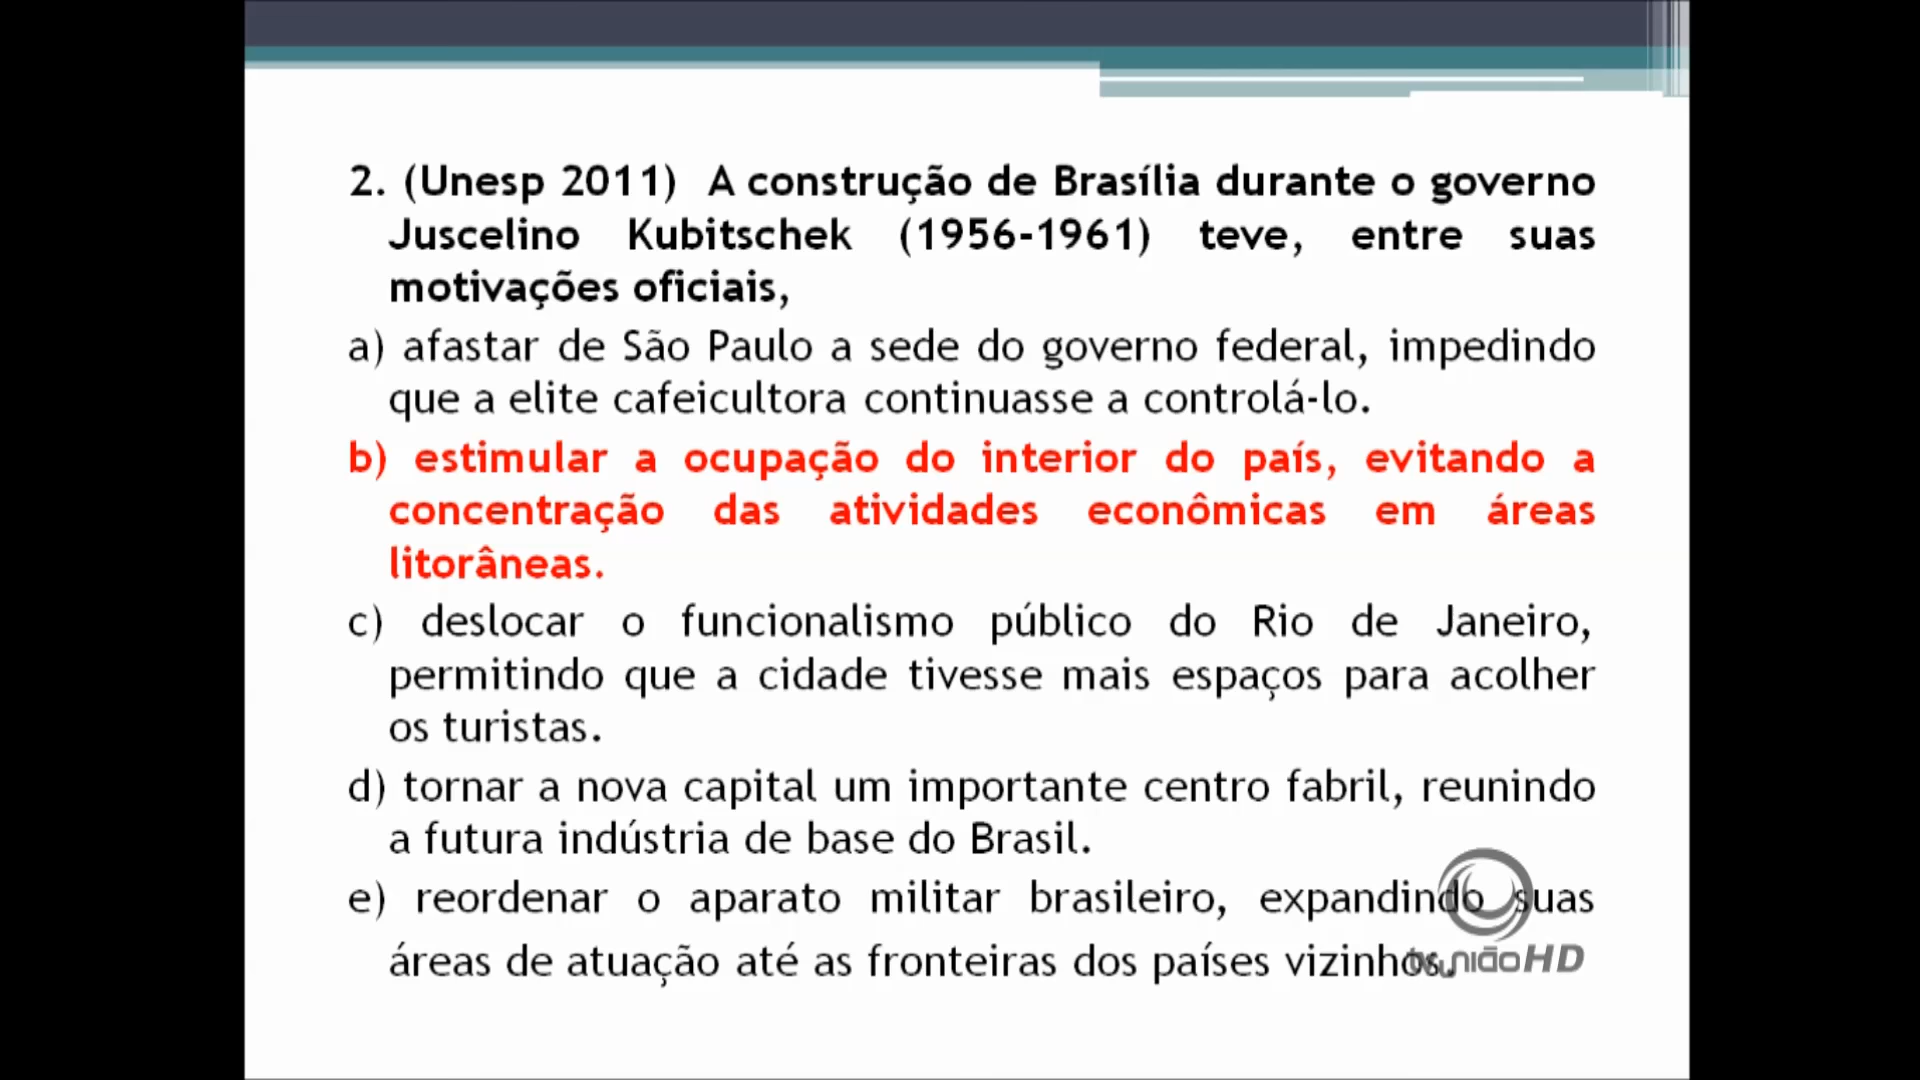 2. (Unesp 2011) A construção de Brasília durante o governo
Juscelino Kubitschek (1956-1961) teve, entre suas
motivações oficiais,
a) afastar de São Paulo a sede do governo federal, impedindo
que a elite cafeicultora continuasse a controlá-lo.
b) estimular a ocupação do interior do país, evitando a
concentração das atividades econômicas em áreas
litorâneas.
c) deslocar o funcionalismo público do Rio de Janeiro,
permitindo que a cidade tivesse mais espaços para acolher
os turistas.
d) tornar a nova capital um importante centro fabril, reunindo
a futura indústria de base do Brasil.
e) reordenar o aparato militar brasileiro, expandindo suas
áreas de atuação até as fronteiras dos países vizinhos.
tv união HD